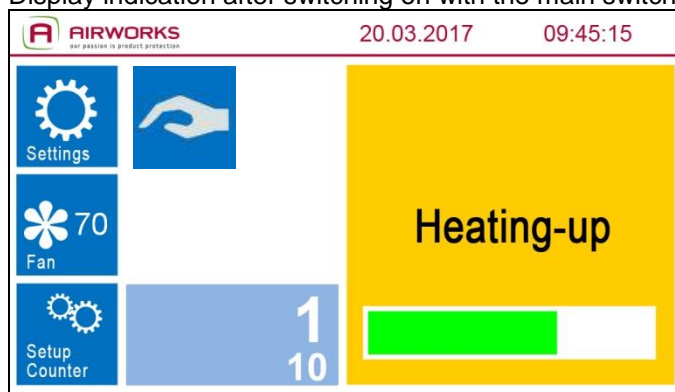 Display indication after switching on with the main switch
AIRWORKS
our passion is product protection
20.03.2017 09:45:15
Settings
70
Fan
Heating-up
Setup
Counter
1
10